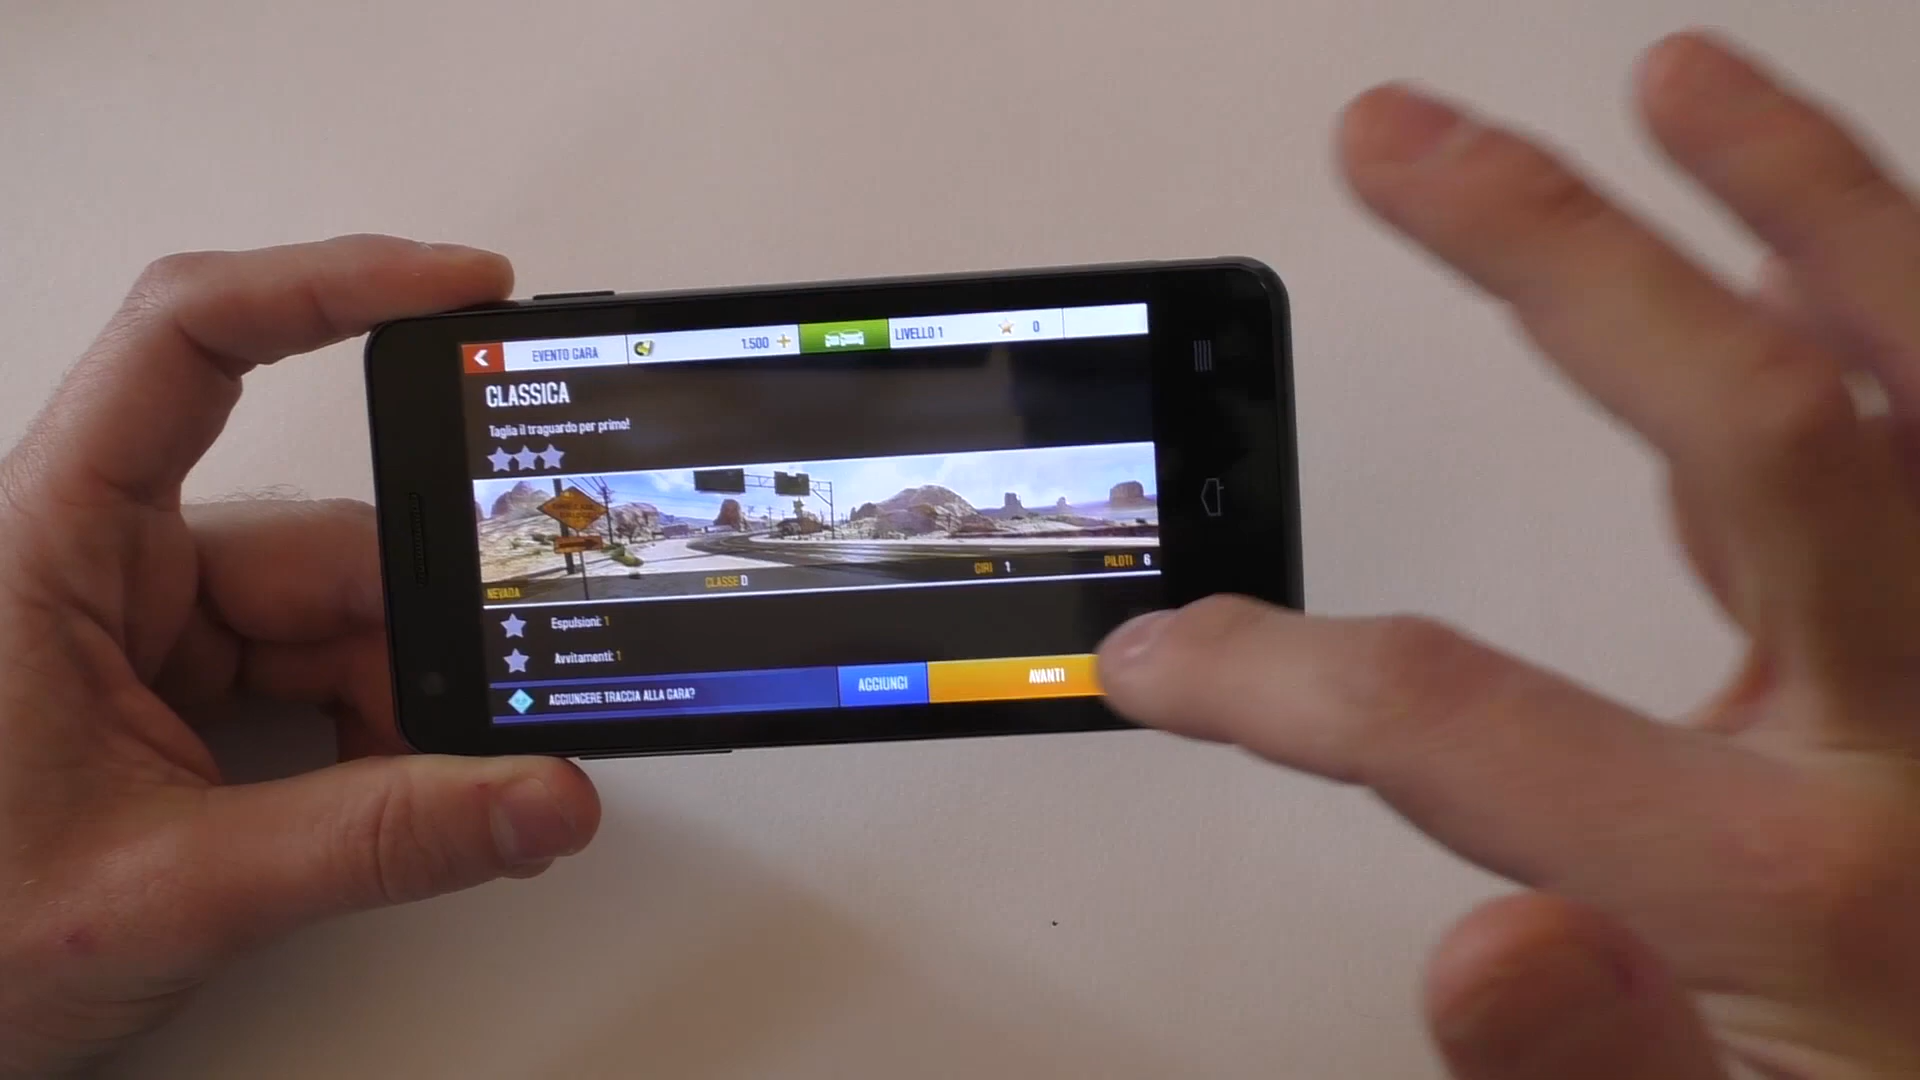 EVENTO GARA
1.500
LIVELLO 1
0
CLASSICA
Taglia il traguardo per primo!
NEVADA
CLASSE D
GIRI 1
PILOTI 6
Espulsioni: 1
Avvitamenti: 1
AGGIUNGERE TRACCIA ALLA GARA?
AGGIUNGI
AVANTI